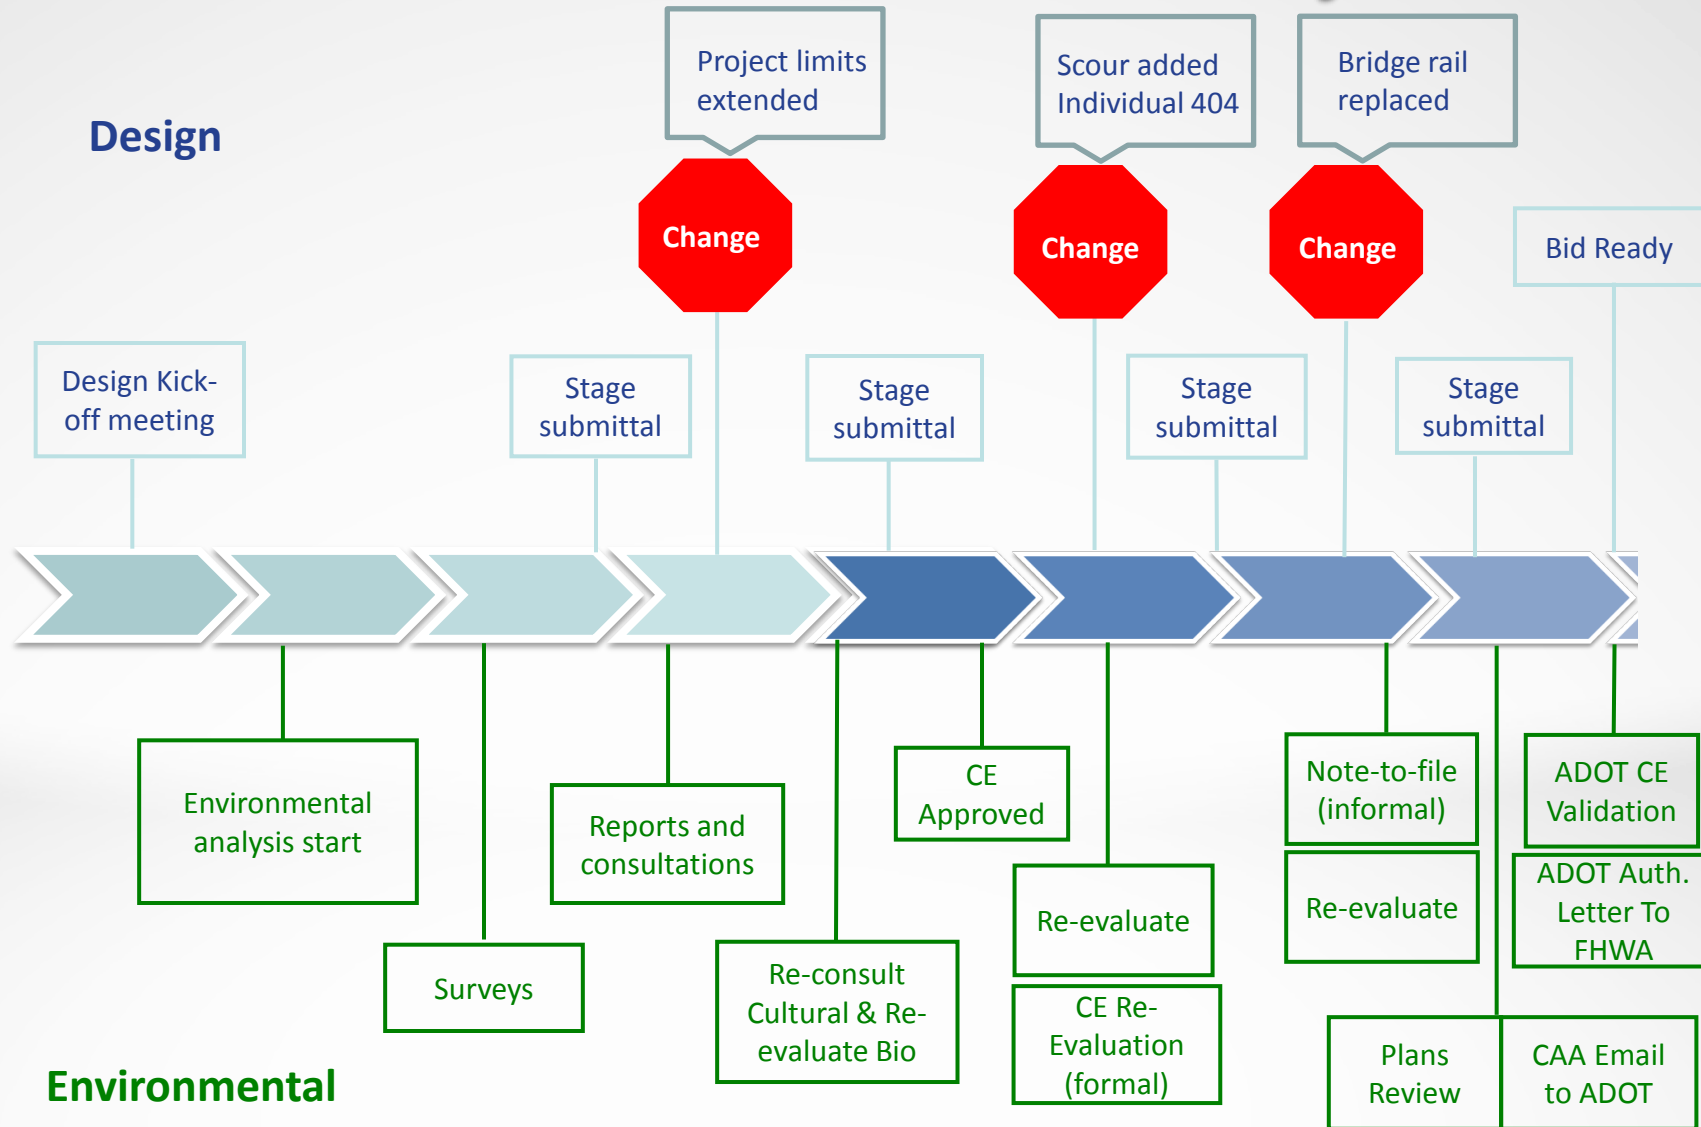 Project limits
extended
Scour added
Individual 404
Bridge rail
replaced
Design
Change
Change
Change
Bid Ready
Design Kick-
off meeting
Stage
submittal
Stage
submittal
Stage
submittal
Stage
submittal
Environmental
analysis start
Surveys
Reports and
consultations
Re-consult
Cultural & Re-
evaluate Bio
CE
Approved
Re-evaluate
CE Re-
Evaluation
(formal)
Note-to-file
(informal)
Re-evaluate
ADOT CE
Validation
ADOT Auth.
Letter To
FHWA
Plans
Review
CAA Email
to ADOT
Environmental